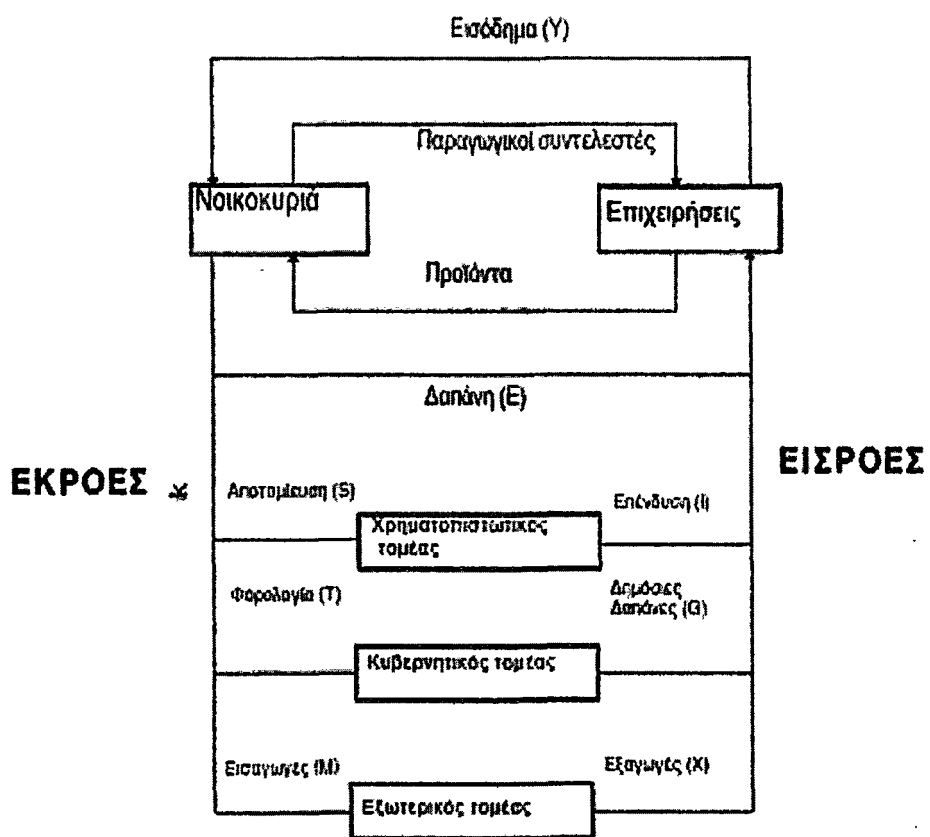 Εισόδημα (Y)
Παραγωγικοί συντελεστές
Νοικοκυριά
Επιχειρήσεις
Προϊόντα
Δαπάνη (E)
ΕΚΡΟΕΣ
ΕΙΣΡΟΕΣ
Αποταμίευση (S)
Επένδυση (I)
Χρηματοπιστωτικός
τομέας
Φορολογία (T)
Δημόσιες
Δαπάνες (G)
Κυβερνητικός τομέας
Εισαγωγές (M)
Εξαγωγές (X)
Εξωτερικός τομέας